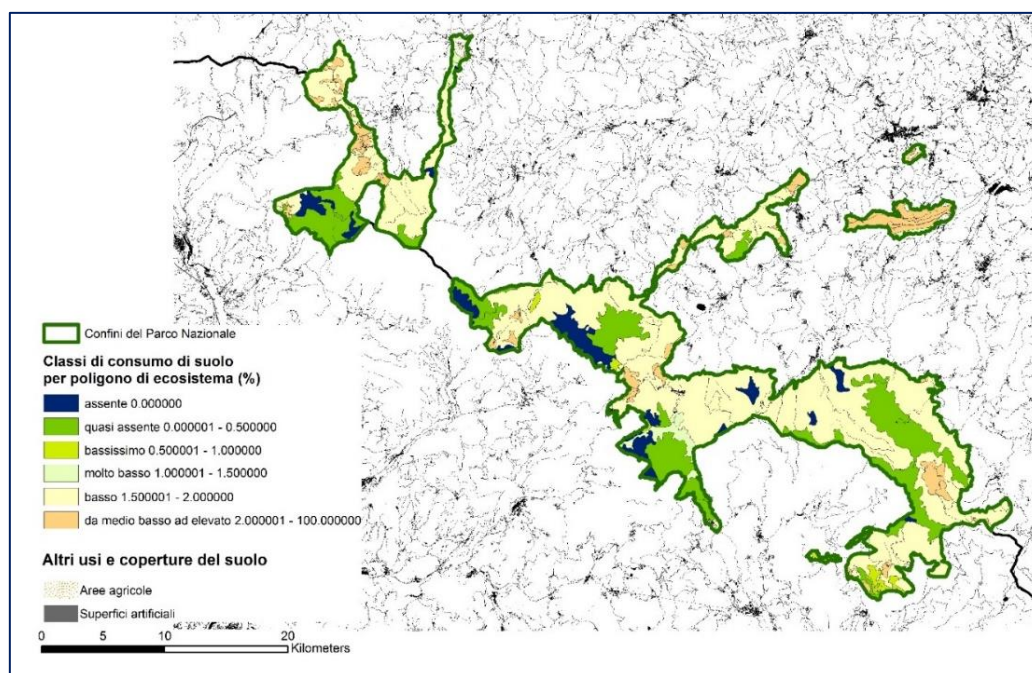 Confini del Parco Nazionale
Classi di consumo di suolo
per poligono di ecosistema (%)
assente 0.000000
quasi assente 0.000001 - 0.500000
bassissimo 0.500001 - 1.000000
molto basso 1.000001 - 1.500000
basso 1.500001 - 2.000000
da medio basso ad elevato 2.000001 - 100.000000
Altri usi e coperture del suolo
Aree agricole
Superfici artificiali
0 5 10 20
Kilometers